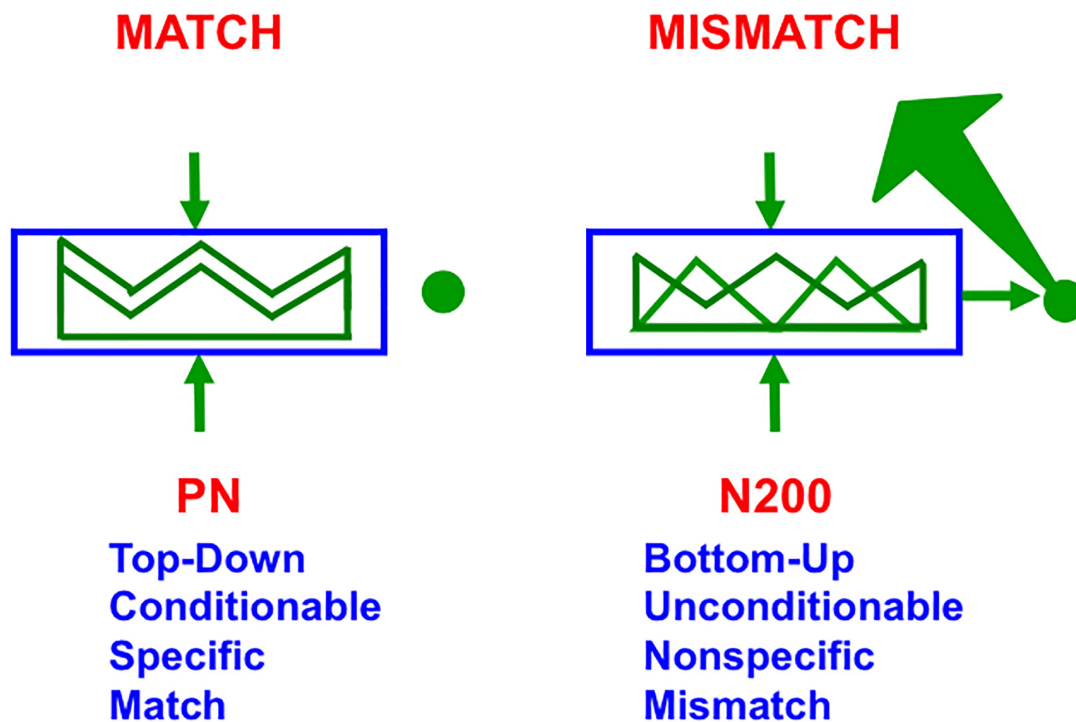 MATCH
MISMATCH
PN
Top-Down
Conditionable
Specific
Match
N200
Bottom-Up
Unconditionable
Nonspecific
Mismatch